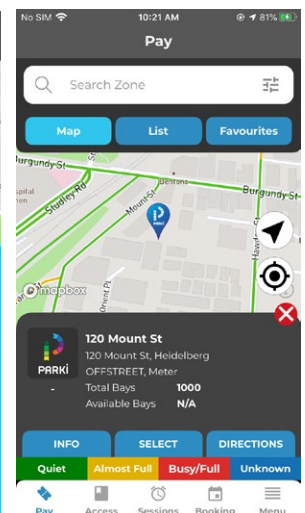 No SIM 10:21 AM 81%
Pay
Search Zone
Map List Favourites
Burgundy St
Bentons
Burgundy St
Studley Rd
Mount St
PARKI
mapbox
Orient Pl
120 Mount St
120 Mount St, Heidelberg
OFFSTREET, Meter
PARKÍ
Total Bays 1000
- Available Bays N/A
INFO SELECT DIRECTIONS
Quiet Almost Full Busy/Full Unknown
Pay Access Sessions Booking Menu